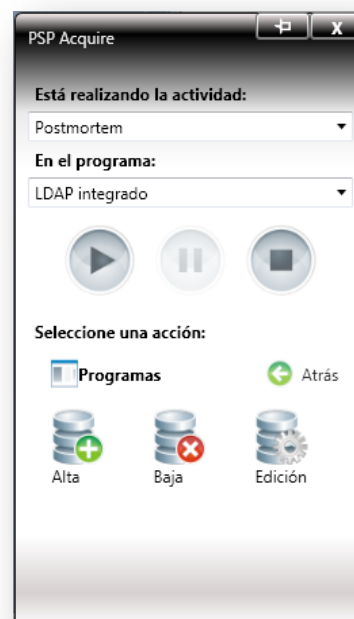 PSP Acquire
x
Está realizando la actividad:
Postmortem
En el programa:
LDAP integrado
Seleccione una acción:
Programas Atrás
Alta Baja Edición